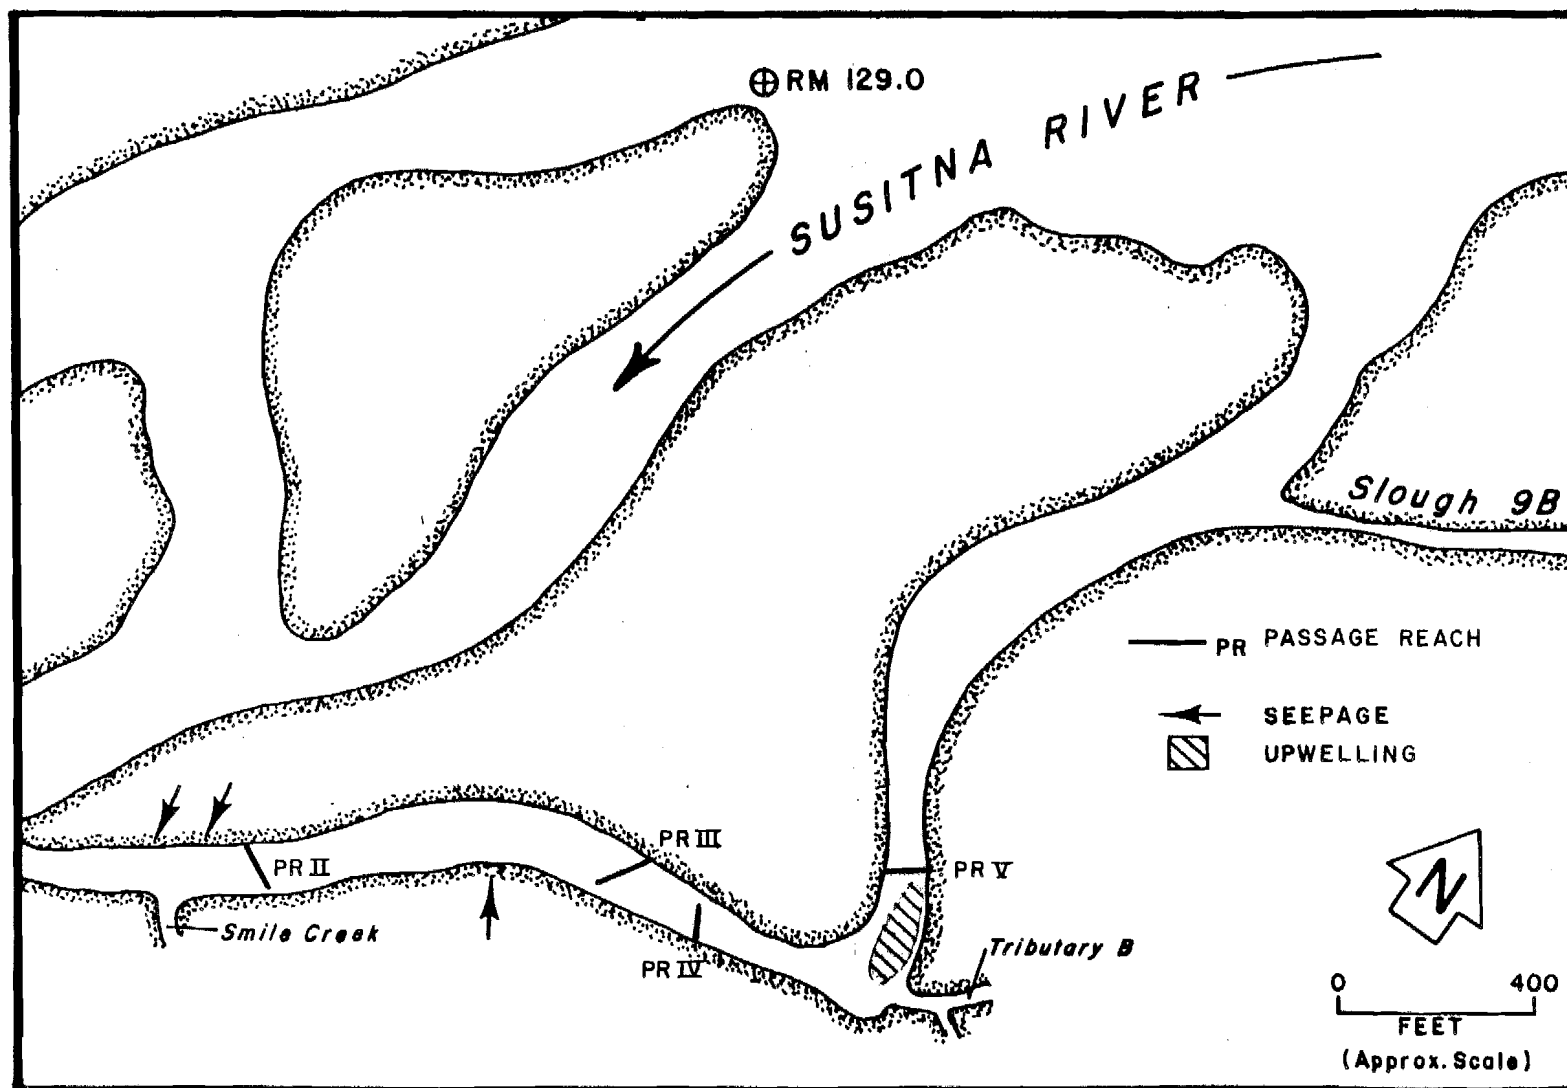 RM 129.0
SUSITNA RIVER
Slough 9B
PR PASSAGE REACH
SEEPAGE
UPWELLING
PR III
PR II
PR V
Smile Creek
PR IV
Tributary B
N
0 400
FEET
(Approx. Scale)